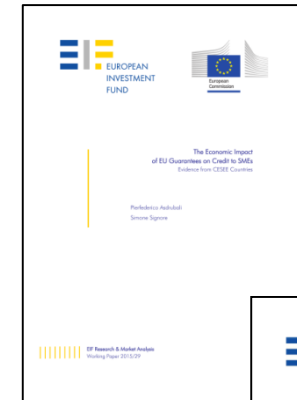 EUROPEAN
INVESTMENT
FUND
European
Commission
The Economic Impact
of EU Guarantees on Credit to SMEs
Evidence from CESEE Countries
Pierfederico Asdrubali
Simone Signore
EIF Research & Market Analysis
Working Paper 2015/29